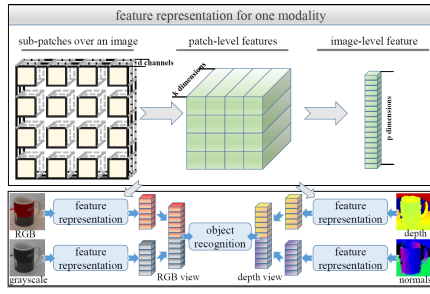 feature representation for one modality
sub-patches over an image
patch-level features
image-level feature
d channels
k dimensions
p dimensions
RGB
feature
representation
grayscale
feature
representation
RGB view
object
recognition
depth view
feature
representation
depth
feature
representation
normals